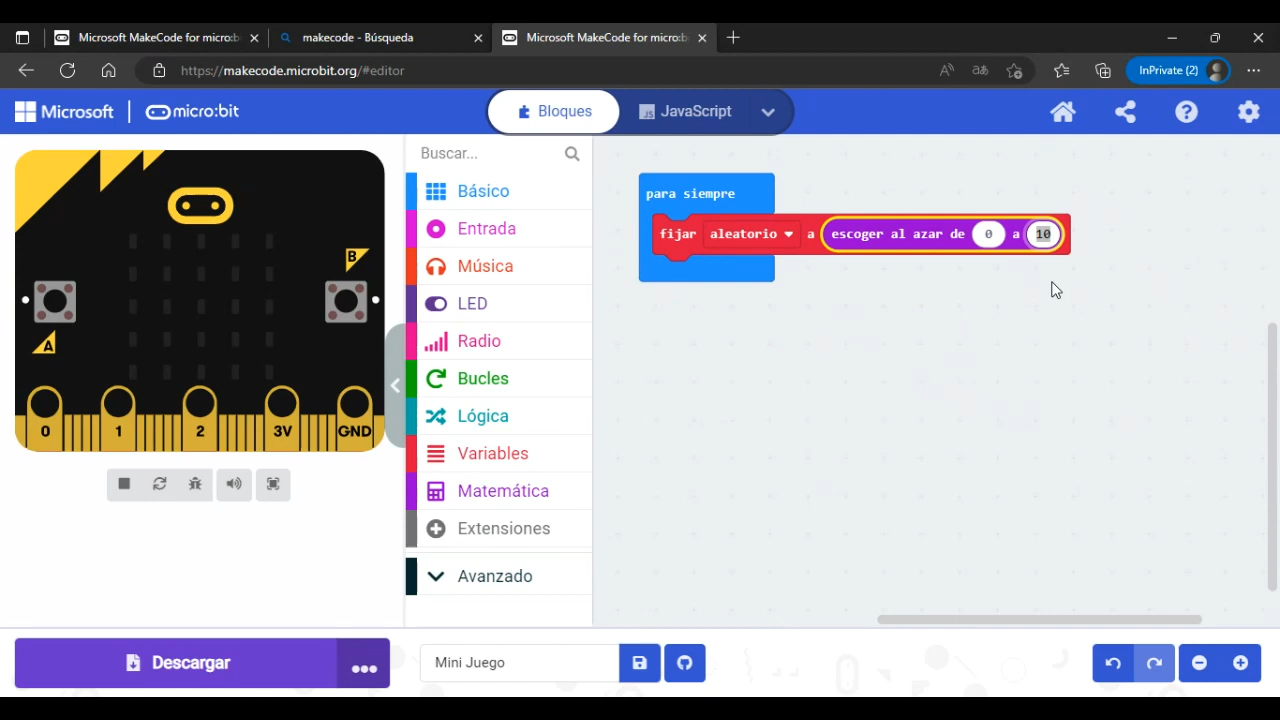 Microsoft MakeCode for micro:b
makecode - Búsqueda
Microsoft MakeCode for micro:b
https://makecode.microbit.org/#editor
InPrivate (2)
Microsoft
micro:bit
Bloques
JavaScript
Buscar...
Básico
Entrada
Música
LED
Radio
Bucles
Lógica
Variables
Matemática
Extensiones
Avanzado
para siempre
fijar aleatorio a escoger al azar de 0 a 10
B
A
0 1 2 3V GND
Descargar
Mini Juego